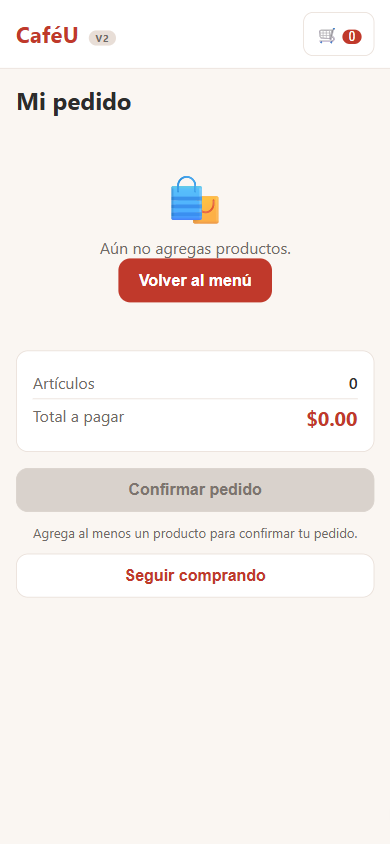 CaféU V2
0
Mi pedido
Aún no agregas productos.
Volver al menú
Artículos 0
Total a pagar $0.00
Confirmar pedido
Agrega al menos un producto para confirmar tu pedido.
Seguir comprando